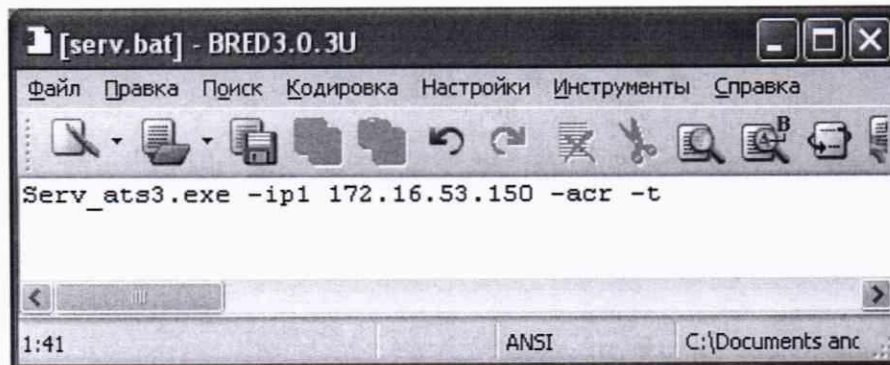 [serv.bat] - BRED3.0.3U
Файл Правка Поиск Кодировка Настройки Инструменты Справка
B
Serv_ats3.exe -ip1 172.16.53.150 -acr -t
1:41 ANSI C:\Documents anc